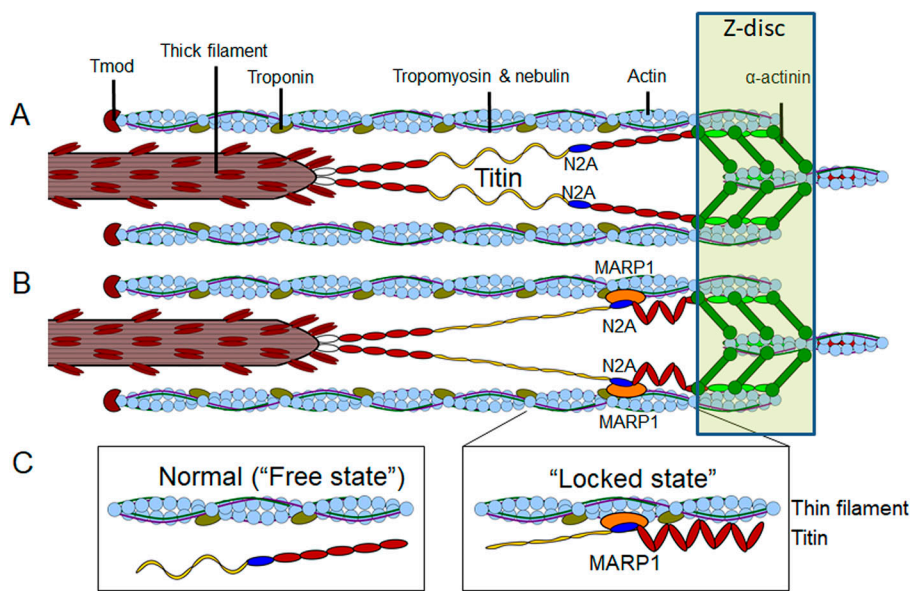 Z-disc
Thick filament
Tmod
Troponin
Tropomyosin & nebulin
Actin
α-actinin
A
N2A
Titin
N2A
B
MARP1
N2A
N2A
MARP1
C
Normal ("Free state")
"Locked state"
Thin filament
Titin
MARP1